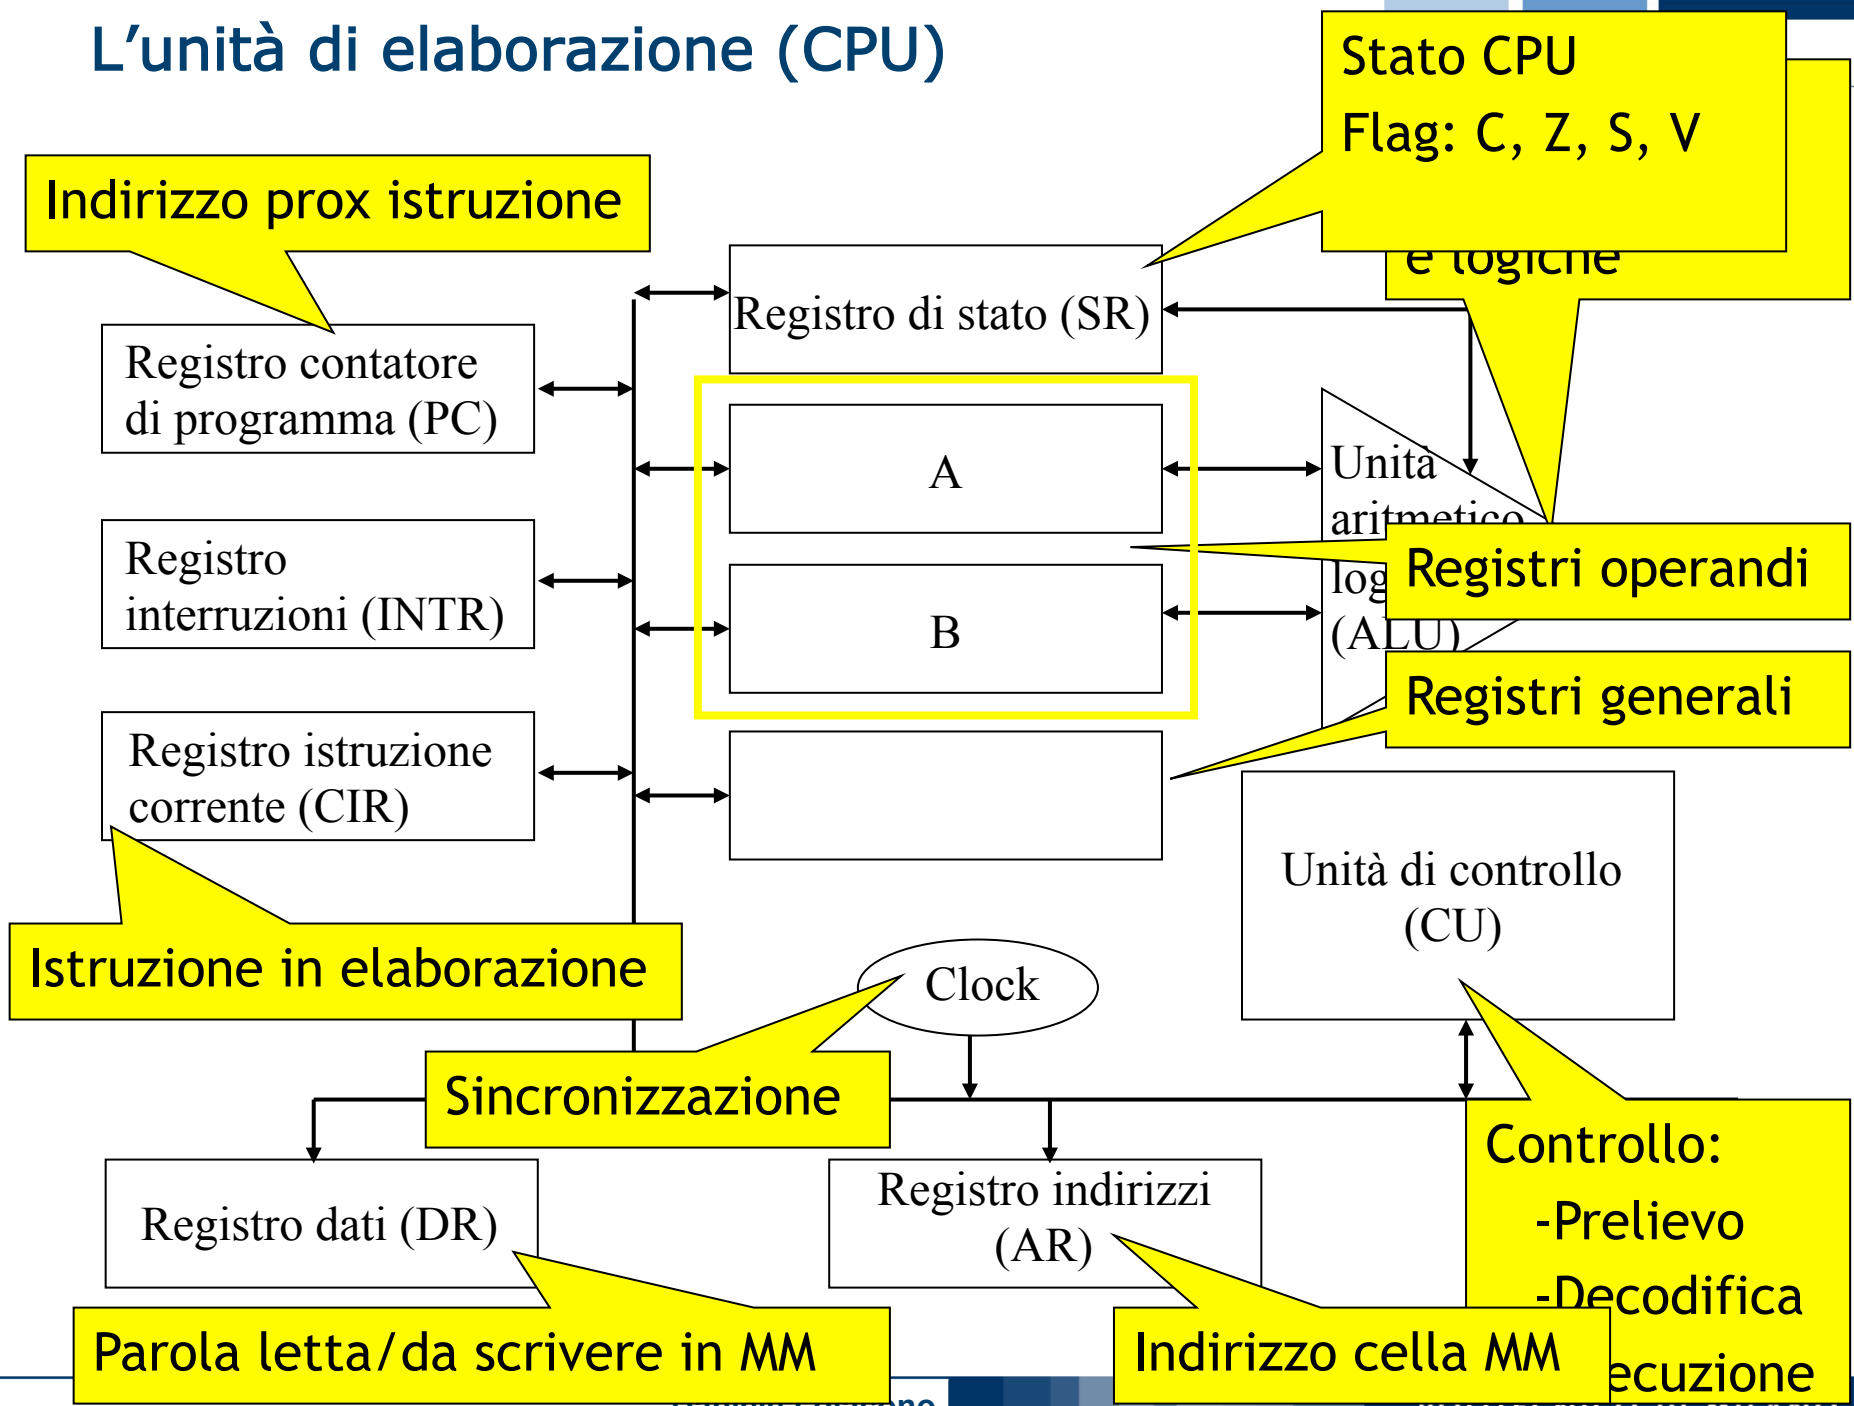 L’unità di elaborazione (CPU)
Stato CPU
Flag: C, Z, S, V
e logiche
Indirizzo prox istruzione
Registro di stato (SR)
Registro contatore
di programma (PC)
A
Unità
aritmetico
log
(ALU)
Registri operandi
Registro
interruzioni (INTR)
B
Registri generali
Registro istruzione
corrente (CIR)
Unità di controllo
(CU)
Istruzione in elaborazione
Clock
Sincronizzazione
Controllo:
-Prelievo
-Decodifica
ecuzione
Registro dati (DR)
Registro indirizzi
(AR)
Parola letta/da scrivere in MM
Indirizzo cella MM